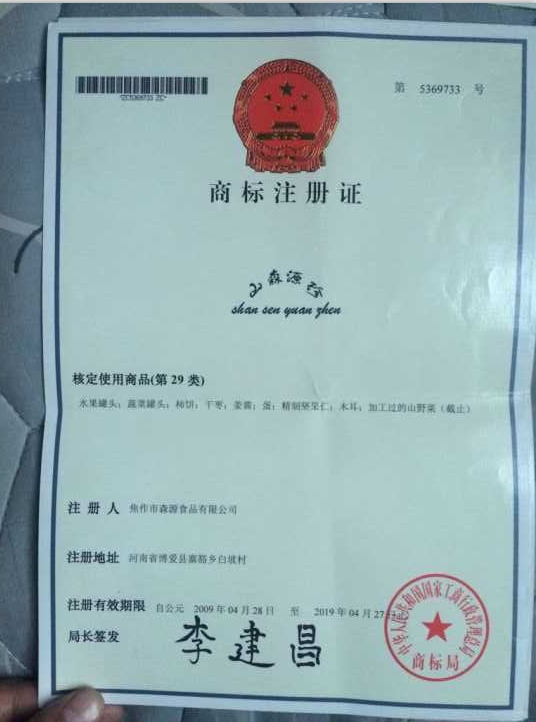 第 5369733 号
商标注册证
山森源珍
shan sen yuan zhen
核定使用商品(第 29 类)
水果罐头；蔬菜罐头；柿饼；干枣；姜酱；蛋；精制坚果仁；木耳；加工过的山野菜（截止）
注册人 焦作市森源食品有限公司
注册地址 河南省博爱县寨豁乡白坡村
注册有效期限 自公元 2009 年 04 月 28 日 至 2019 年 04 月 27
局长签发 李建昌
中华人民共和国国家工商行政管理总局
商标局